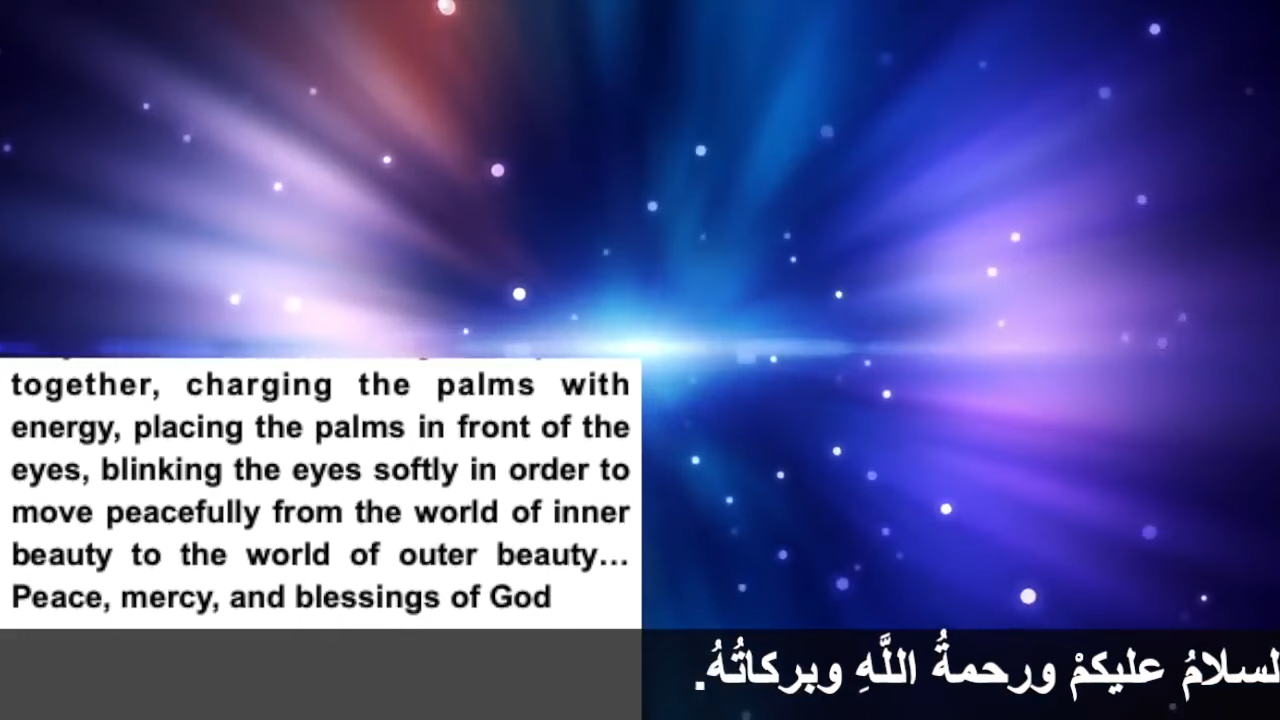 together, charging the palms with
energy, placing the palms in front of the
eyes, blinking the eyes softly in order to
move peacefully from the world of inner
beauty to the world of outer beauty...
Peace, mercy, and blessings of God
لسلامُ عليكمْ ورحمةُ اللَّهِ وبركاتُهُ.